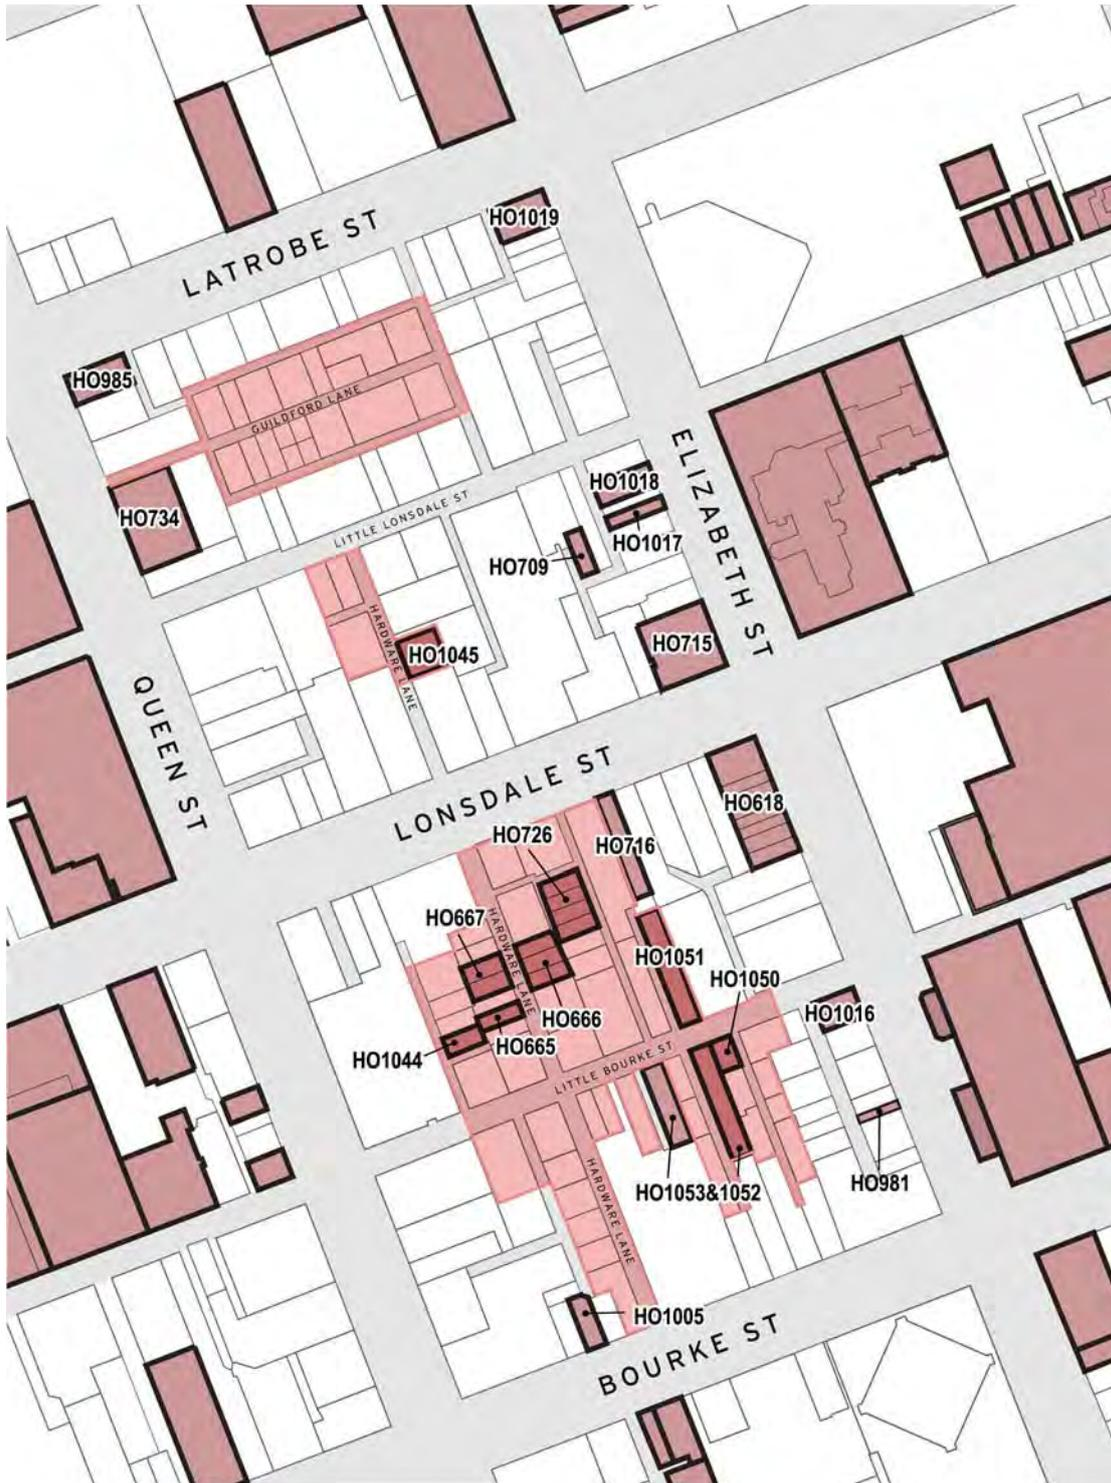 HO1019
LATROBE ST
HO985
GUILDFORD LANE
ELIZABETH ST
HO1018
LITTLE LONSDALE ST
HO734
HO1017
HO709
HARDWARE LANE
HO715
HO1045
QUEEN ST
LONSDALE ST
HO618
HO726
HO716
HO667
HARDWARE LANE
HO1051
HO1050
HO666
HO1016
HO665
HO1044
LITTLE BOURKE ST
HARDWARE LANE
HO981
HO1053&1052
HO1005
BOURKE ST